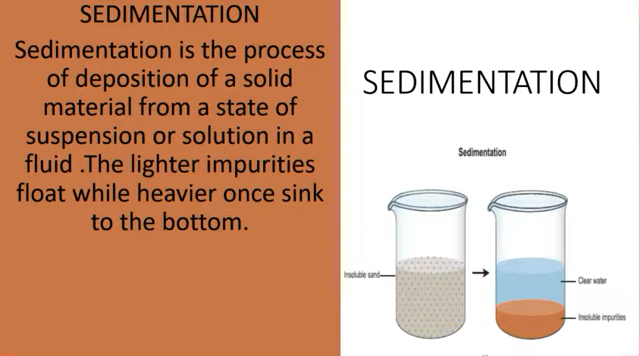 SEDIMENTATION
Sedimentation is the process
of deposition of a solid
material from a state of
suspension or solution in a
fluid .The lighter impurities
float while heavier once sink
to the bottom.
SEDIMENTATION
Sedimentation
Insoluble sand
Clear water
Insoluble impurities